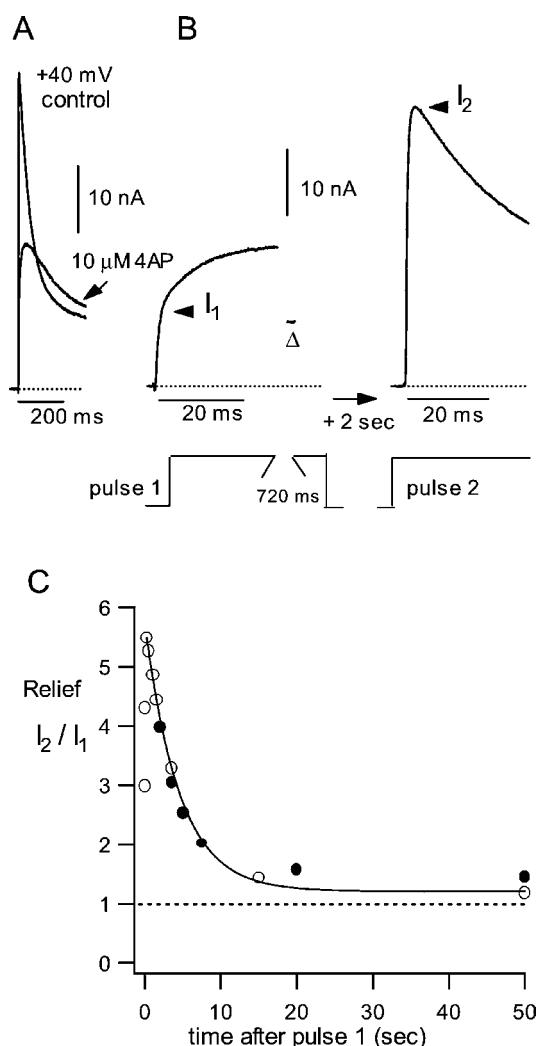 A
B
+40 mV
control
10 nA
10 µM 4AP
200 ms
I1
10 nA
Δ̃
20 ms
+ 2 sec
I2
20 ms
pulse 1
720 ms
pulse 2
C
Relief
I2 / I1
6
5
4
3
2
1
0
0 10 20 30 40 50
time after pulse 1 (sec)